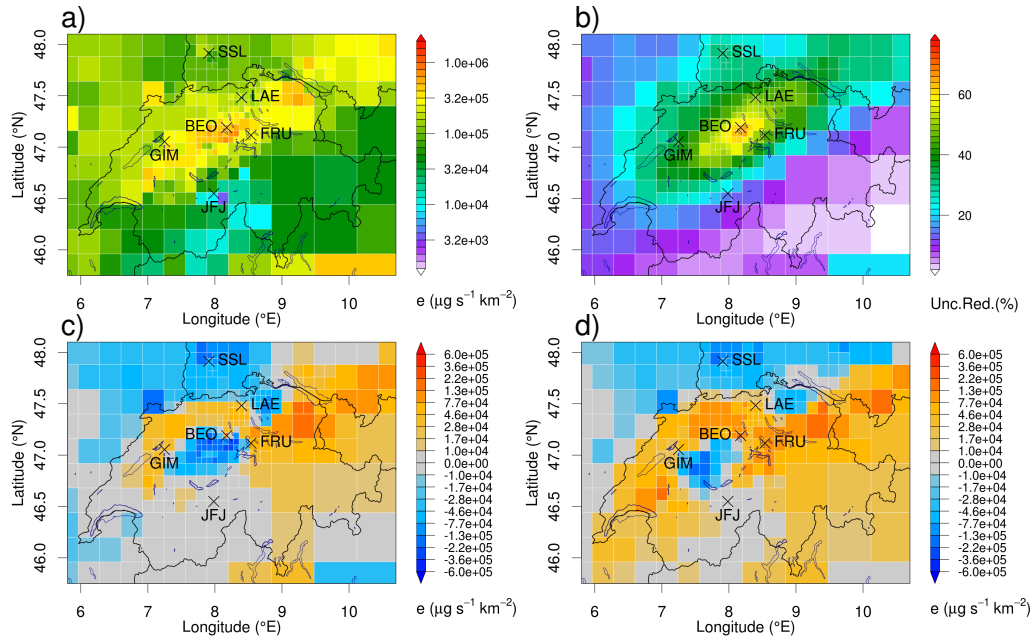 a)
48.0
47.5
47.0
46.5
46.0
Latitude (°N)
SSL
LAE
BEO
FRU
GIM
JFJ
6 7 8 9 10
Longitude (°E)
1.0e+06
3.2e+05
1.0e+05
3.2e+04
1.0e+04
3.2e+03
e (μg s⁻¹ km⁻²)
b)
48.0
47.5
47.0
46.5
46.0
Latitude (°N)
SSL
LAE
BEO
FRU
GIM
JFJ
6 7 8 9 10
Longitude (°E)
60
40
20
Unc.Red.(%)
c)
48.0
47.5
47.0
46.5
46.0
Latitude (°N)
SSL
LAE
BEO
FRU
GIM
JFJ
6 7 8 9 10
Longitude (°E)
6.0e+05
3.6e+05
2.2e+05
1.3e+05
7.7e+04
4.6e+04
2.8e+04
1.7e+04
1.0e+04
0.0e+00
-1.0e+04
-1.7e+04
-2.8e+04
-4.6e+04
-7.7e+04
-1.3e+05
-2.2e+05
-3.6e+05
-6.0e+05
e (μg s⁻¹ km⁻²)
d)
48.0
47.5
47.0
46.5
46.0
Latitude (°N)
SSL
LAE
BEO
FRU
GIM
JFJ
6 7 8 9 10
Longitude (°E)
6.0e+05
3.6e+05
2.2e+05
1.3e+05
7.7e+04
4.6e+04
2.8e+04
1.7e+04
1.0e+04
0.0e+00
-1.0e+04
-1.7e+04
-2.8e+04
-4.6e+04
-7.7e+04
-1.3e+05
-2.2e+05
-3.6e+05
-6.0e+05
e (μg s⁻¹ km⁻²)